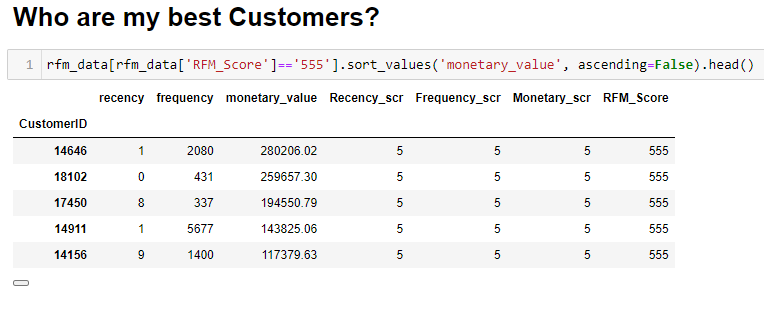 Who are my best Customers?
1 rfm_data[rfm_data['RFM_Score']=='555'].sort_values('monetary_value', ascending=False).head()
recency frequency monetary_value Recency_scr Frequency_scr Monetary_scr RFM_Score
CustomerID
14646 1 2080 280206.02 5 5 5 555
18102 0 431 259657.30 5 5 5 555
17450 8 337 194550.79 5 5 5 555
14911 1 5677 143825.06 5 5 5 555
14156 9 1400 117379.63 5 5 5 555